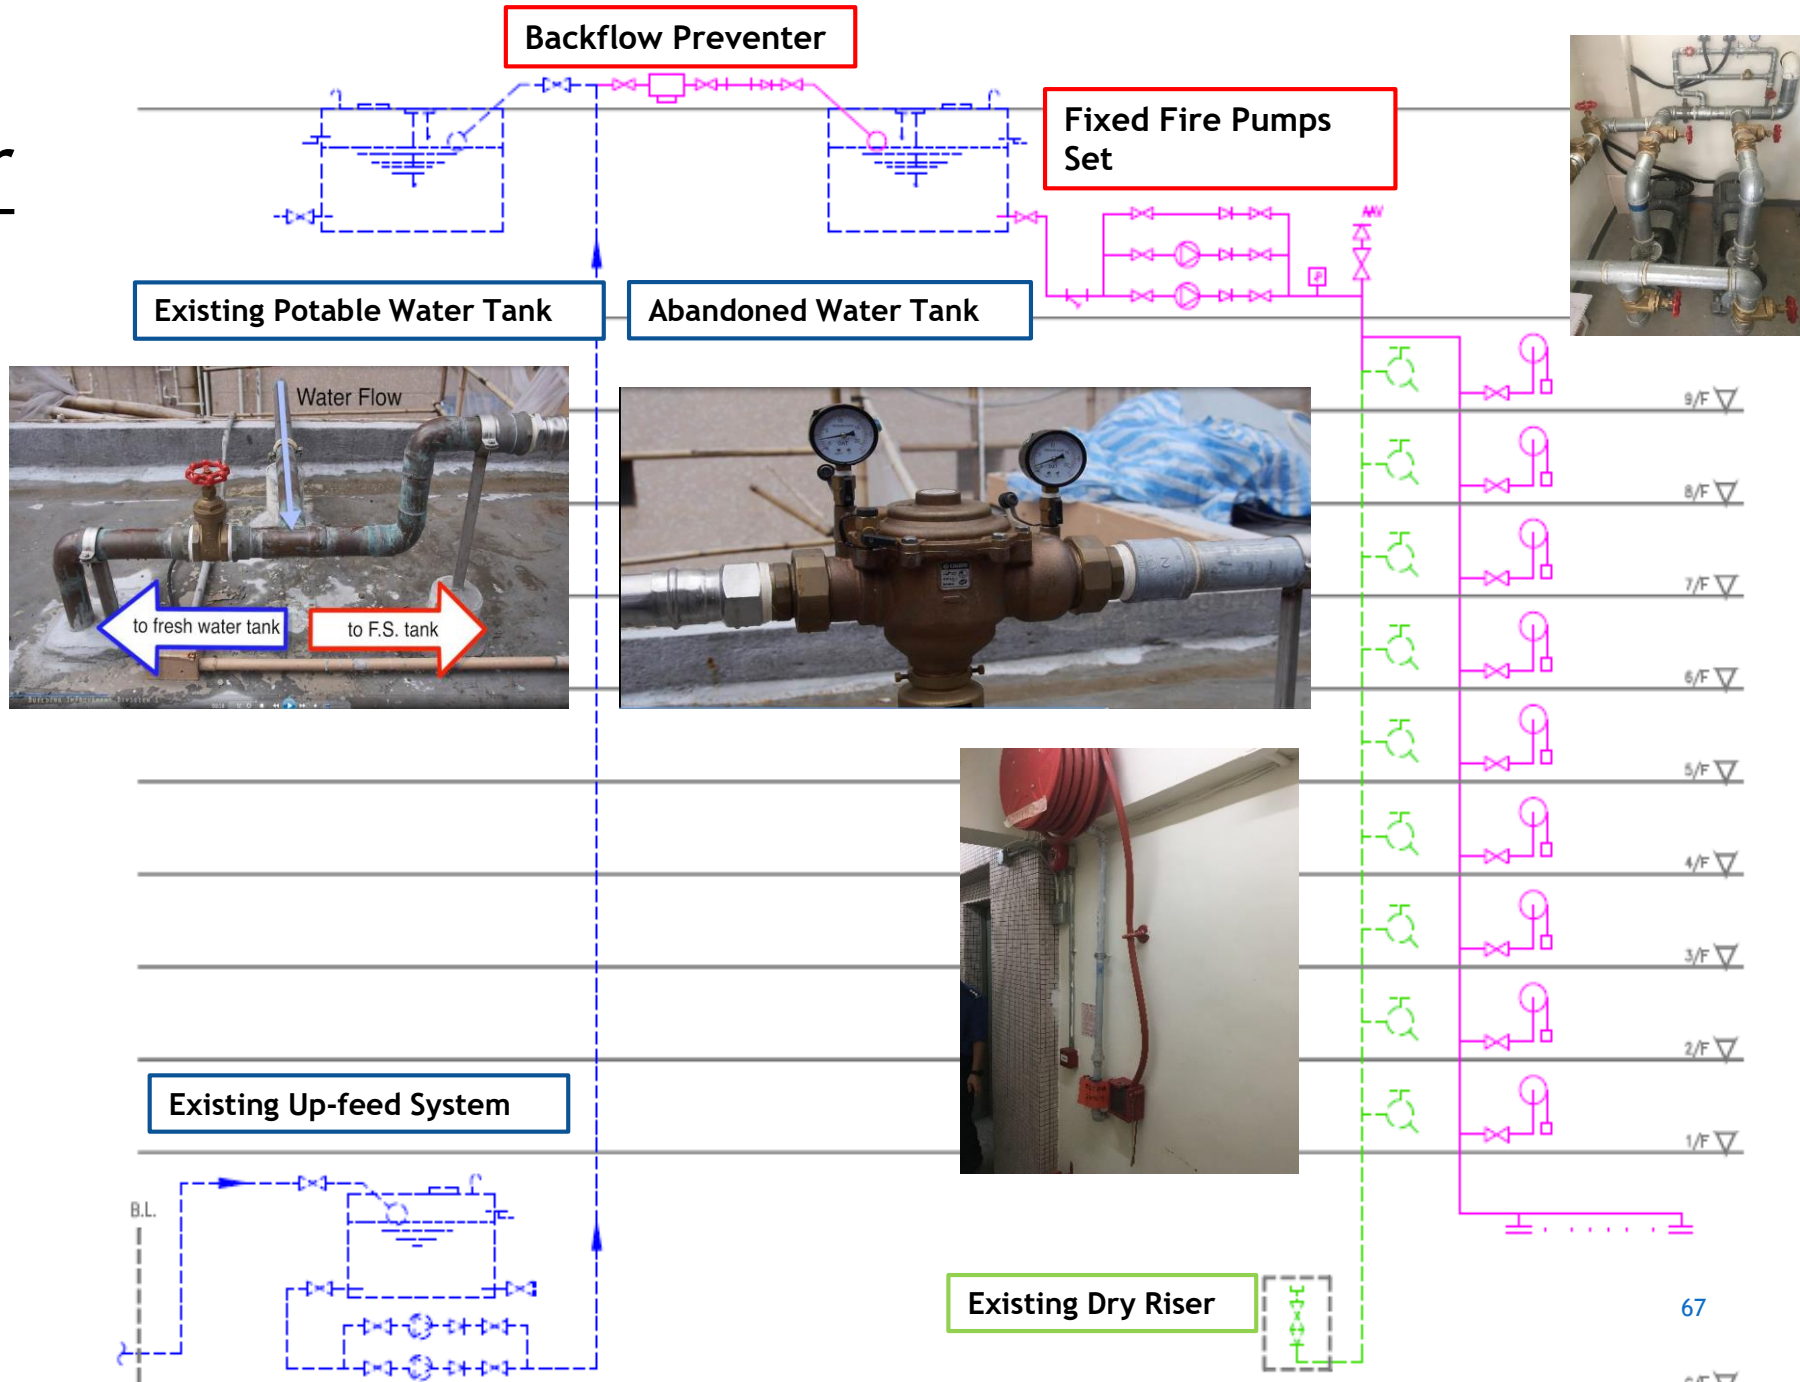 Backflow Preventer
Fixed Fire Pumps
Set
Existing Potable Water Tank
Abandoned Water Tank
Water Flow
to fresh water tank
to F.S. tank
9/F
8/F
7/F
6/F
5/F
4/F
3/F
2/F
1/F
Existing Up-feed System
B.L.
Existing Dry Riser
67